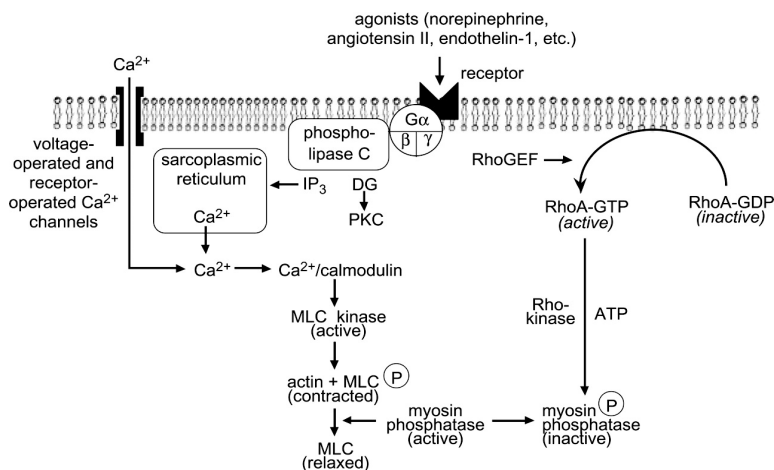 agonists (norepinephrine,
angiotensin II, endothelin-1, etc.)
Ca2+
receptor
Gα
β γ
phospho-
lipase C
voltage-
operated and
receptor-
operated Ca2+
channels
sarcoplasmic
reticulum
Ca2+
IP3
DG
PKC
RhoGEF
RhoA-GTP
(active)
RhoA-GDP
(inactive)
Ca2+
Ca2+/calmodulin
MLC kinase
(active)
Rho-
kinase
ATP
actin + MLC P
(contracted)
myosin
phosphatase
(active)
myosin P
phosphatase
(inactive)
MLC
(relaxed)